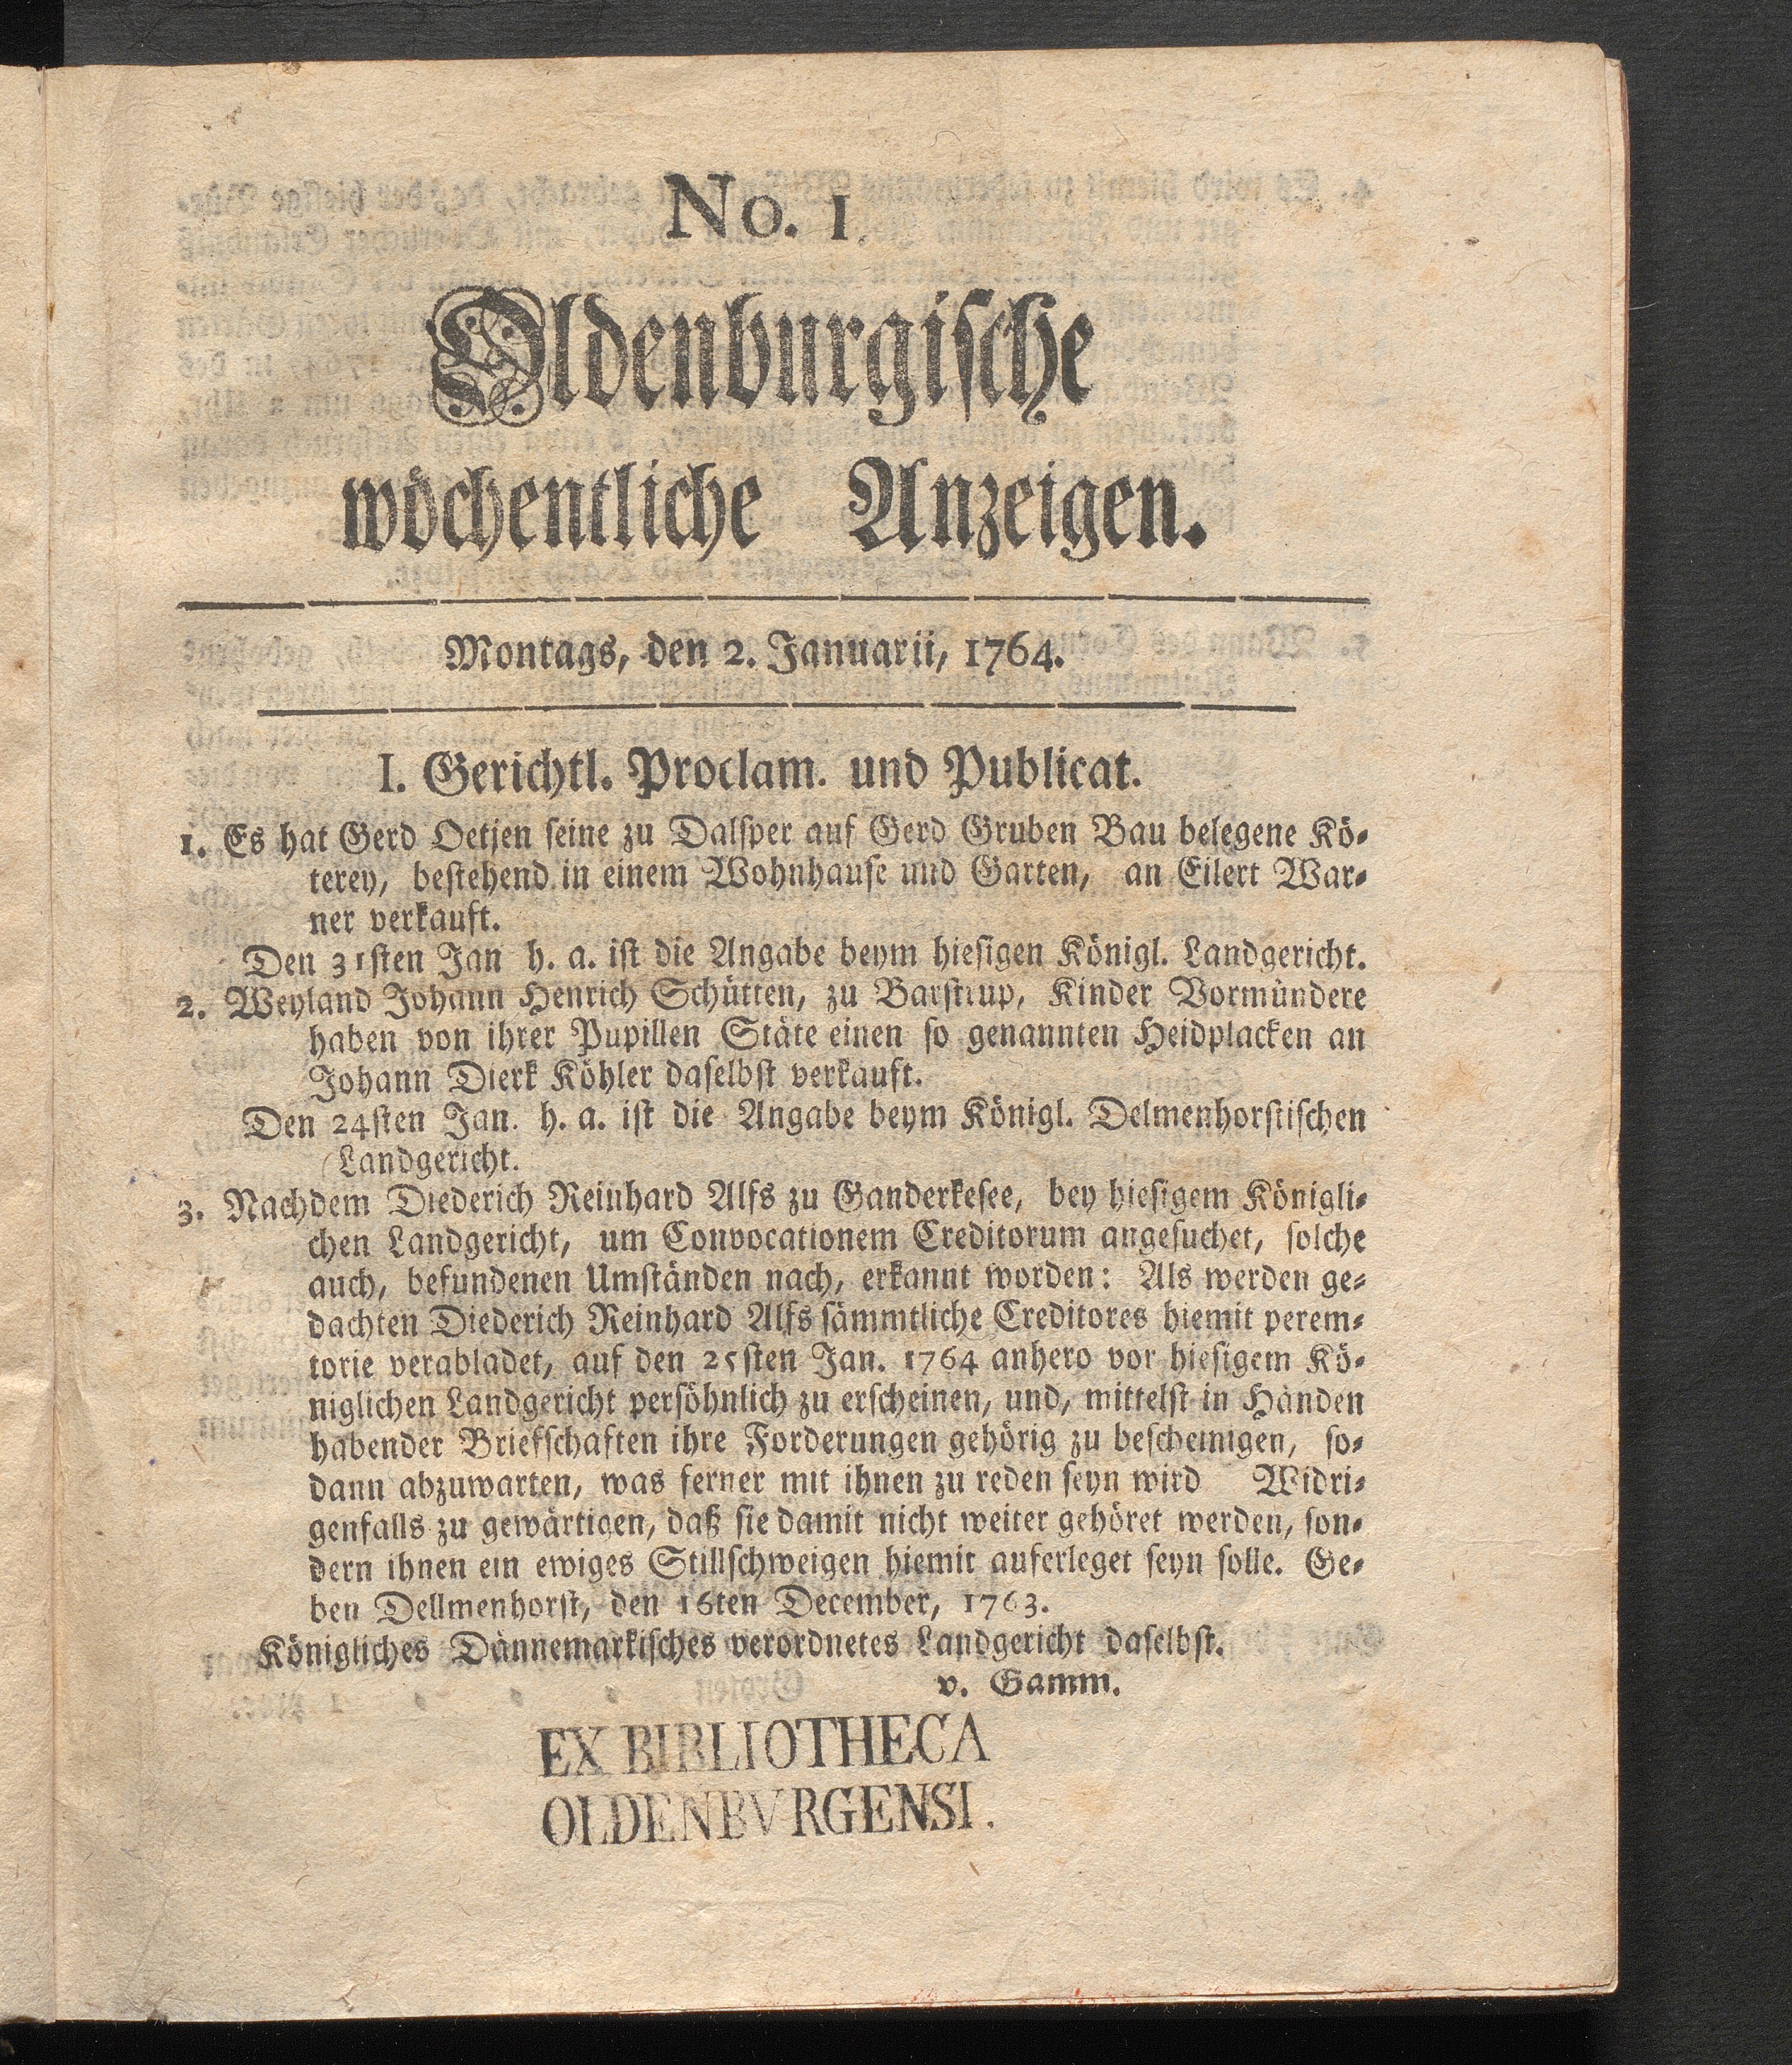 No. 1.
Oldenburgische
wöchentliche Anzeigen.
Montags, den 2. Januarii, 1764.
I. Gerichtl. Proclam. und Publicat.
1. Es hat Gerd Oetjen seine zu Dalsper auf Gerd Gruben Bau belegene Kö-
terey, bestehend in einem Wohnhause und Garten, an Eilert War-
ner verkauft.
Den 31sten Jan h. a. ist die Angabe beym hiesigen Königl. Landgericht.
2. Weyland Johann Henrich Schütten, zu Barstrup, Kinder Vormündere
haben von ihrer Pupillen Stäte einen so genannten Heidplacken an
Johann Dierk Köhler daselbst verkauft.
Den 24sten Jan. h. a. ist die Angabe beym Königl. Delmenhorstischen
Landgericht.
3. Nachdem Diederich Reinhard Alfs zu Ganderkesee, bey hiesigem Königli-
chen Landgericht, um Convocationem Creditorum angesuchet, solche
auch, befundenen Umständen nach, erkannt worden: Als werden ge-
dachten Diederich Reinhard Alfs sämmtliche Creditores hiemit perem-
torie verabladet, auf den 25sten Jan. 1764 anhero vor hiesigem Kö-
niglichen Landgericht persöhnlich zu erscheinen, und, mittelst in Händen
habender Briefschaften ihre Forderungen gehörig zu bescheinigen, so-
dann abzuwarten, was ferner mit ihnen zu reden seyn wird Widri-
genfalls zu gewärtigen, daß sie damit nicht weiter gehöret werden, son-
dern ihnen ein ewiges Stillschweigen hiemit auferleget seyn solle. Ge-
ben Dellmenhorst, den 16ten December, 1763.
Königliches Dännemarkisches verordnetes Landgericht daselbst.
v. Gamm.
EX BIBLIOTHECA
OLDENBVRGENSI.